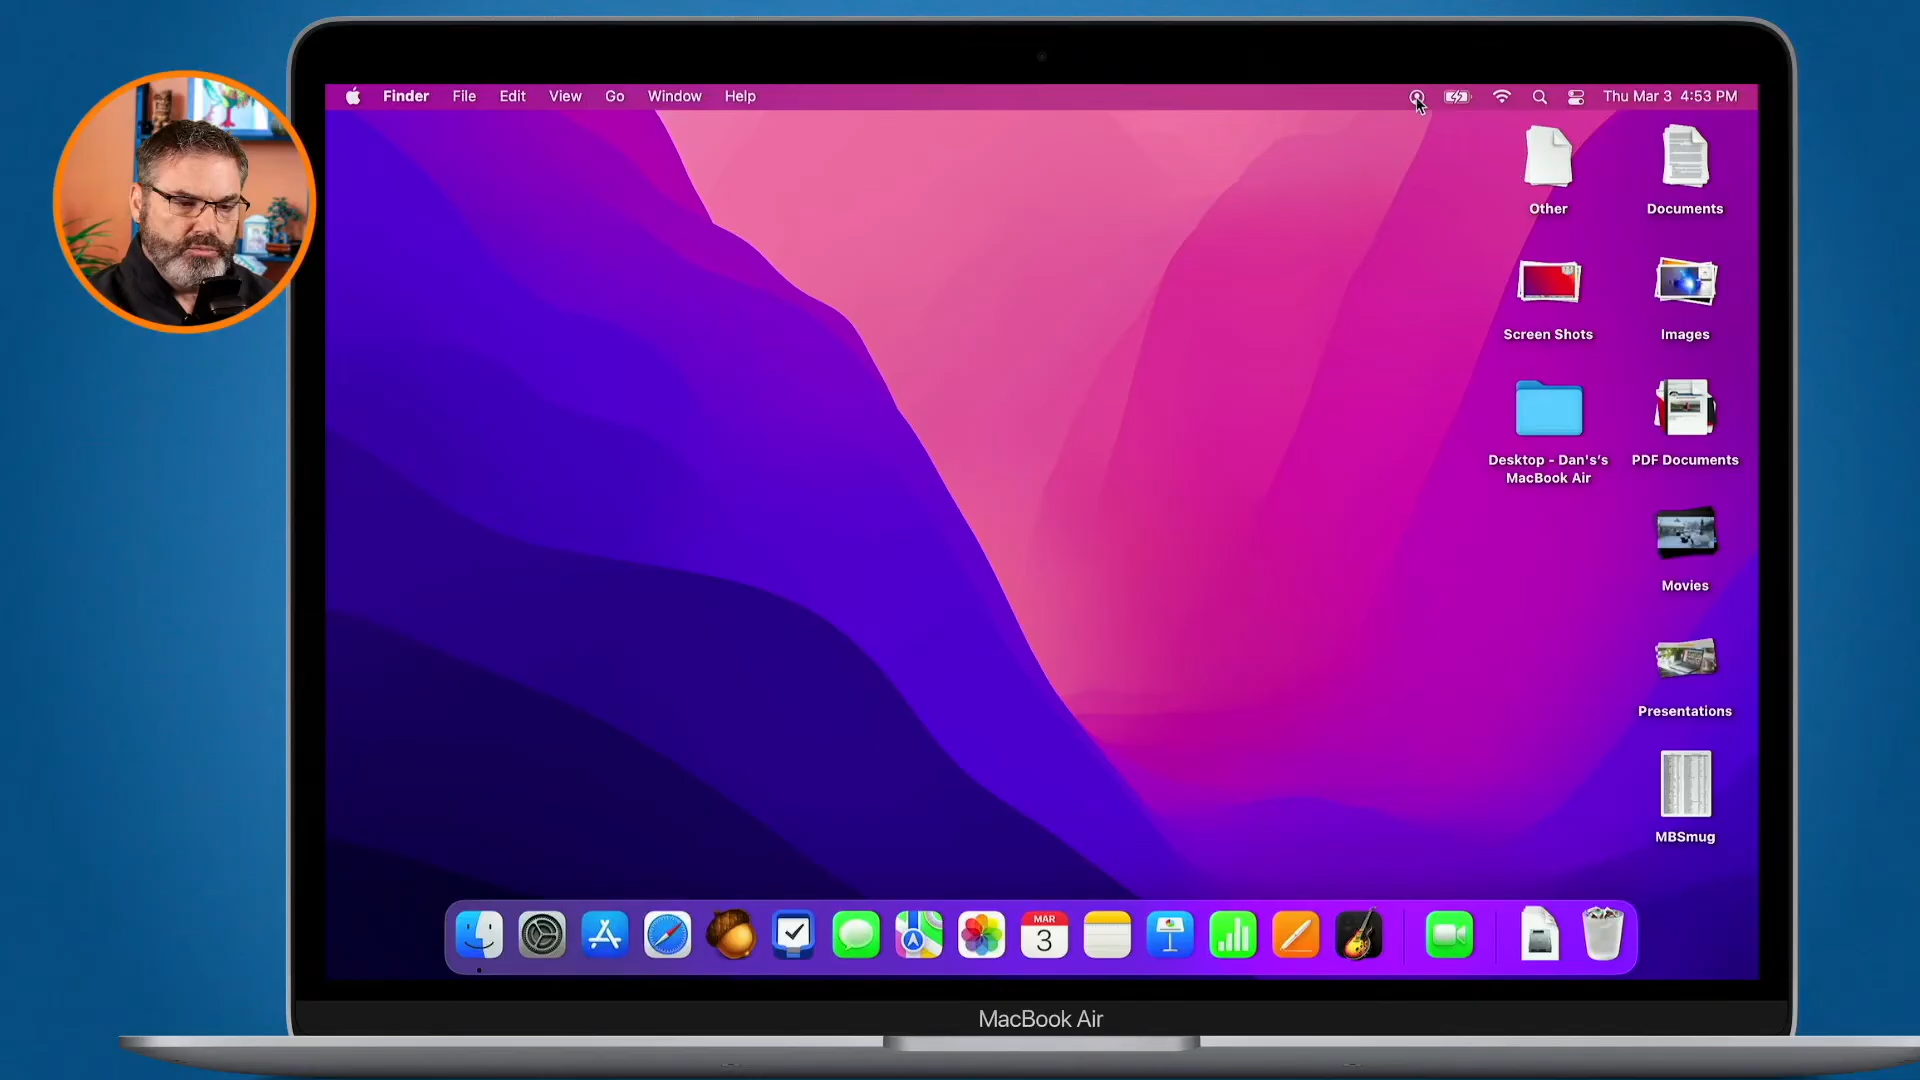 Finder File Edit View Go Window Help Thu Mar 3 4:53 PM
Other Documents
Screen Shots Images
Desktop - Dan's's PDF Documents
MacBook Air
Movies
Presentations
MBSmug
MAR
3
MacBook Air